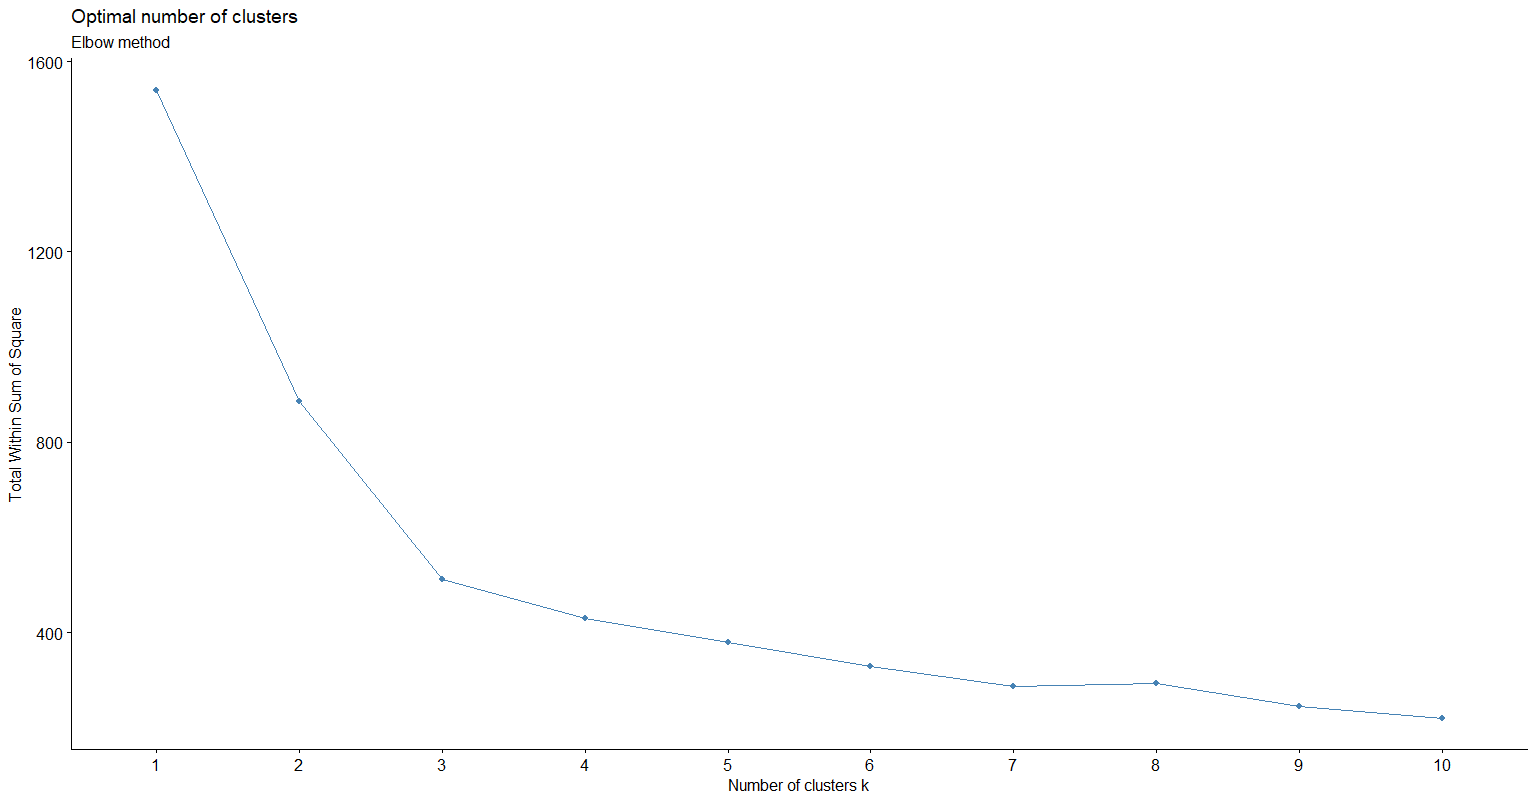 Optimal number of clusters
Elbow method
1600
1200
800
400
Total Within Sum of Square
1 2 3 4 5 6 7 8 9 10
Number of clusters k